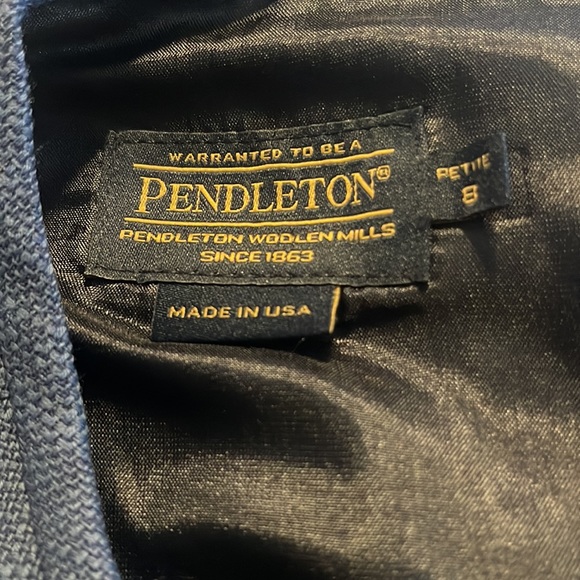 WARRANTED TO BE A
PENDLETON®
PENDLETON WOOLEN MILLS
SINCE 1863
PETITE
8
MADE IN USA